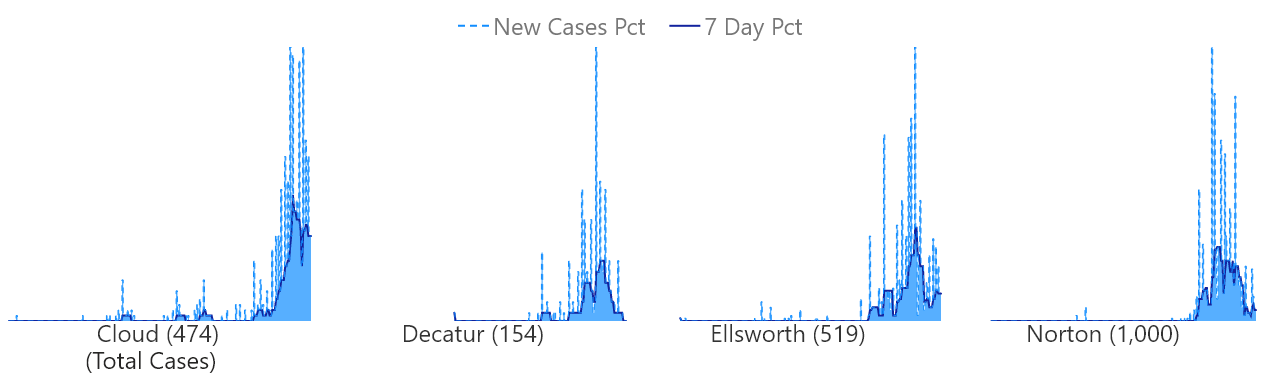 New Cases Pct 7 Day Pct
Cloud (474) Decatur (154) Ellsworth (519) Norton (1,000)
(Total Cases)